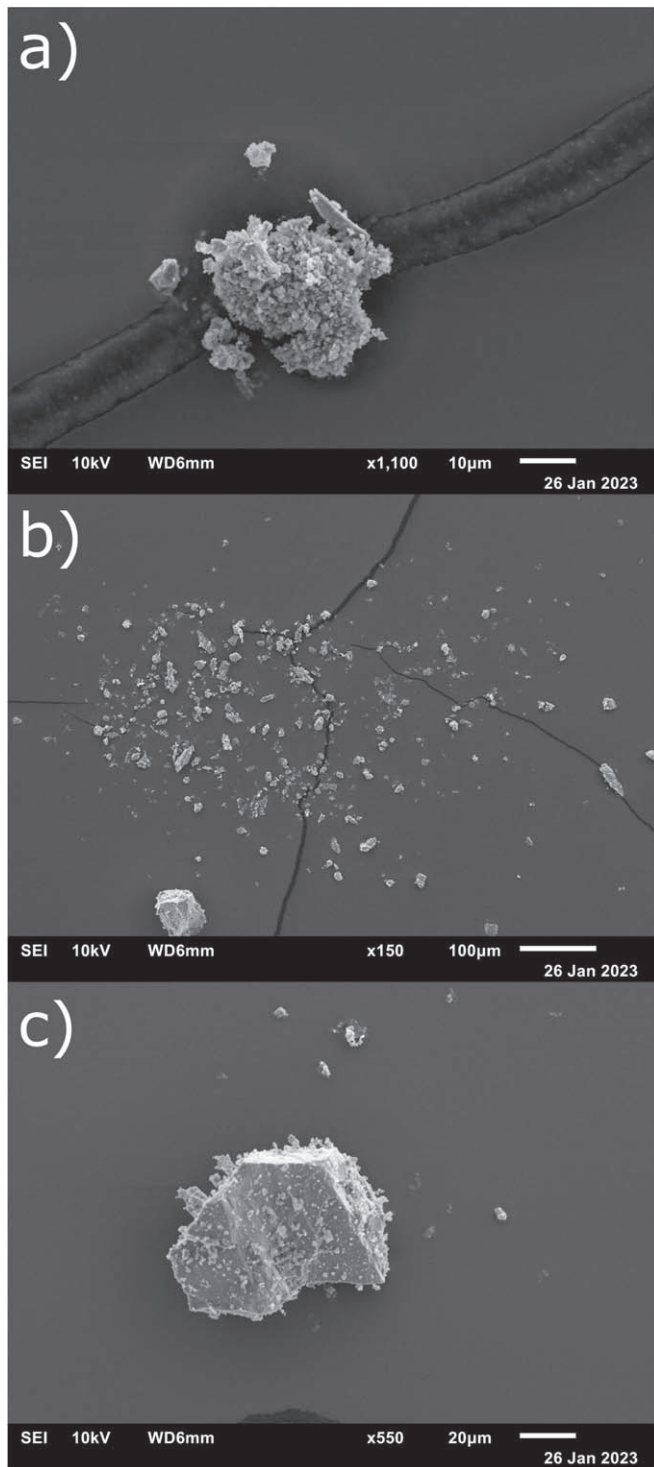 a)
SEI 10kV WD6mm x1,100 10μm
26 Jan 2023
b)
SEI 10kV WD6mm x150 100μm
26 Jan 2023
c)
SEI 10kV WD6mm x550 20μm
26 Jan 2023